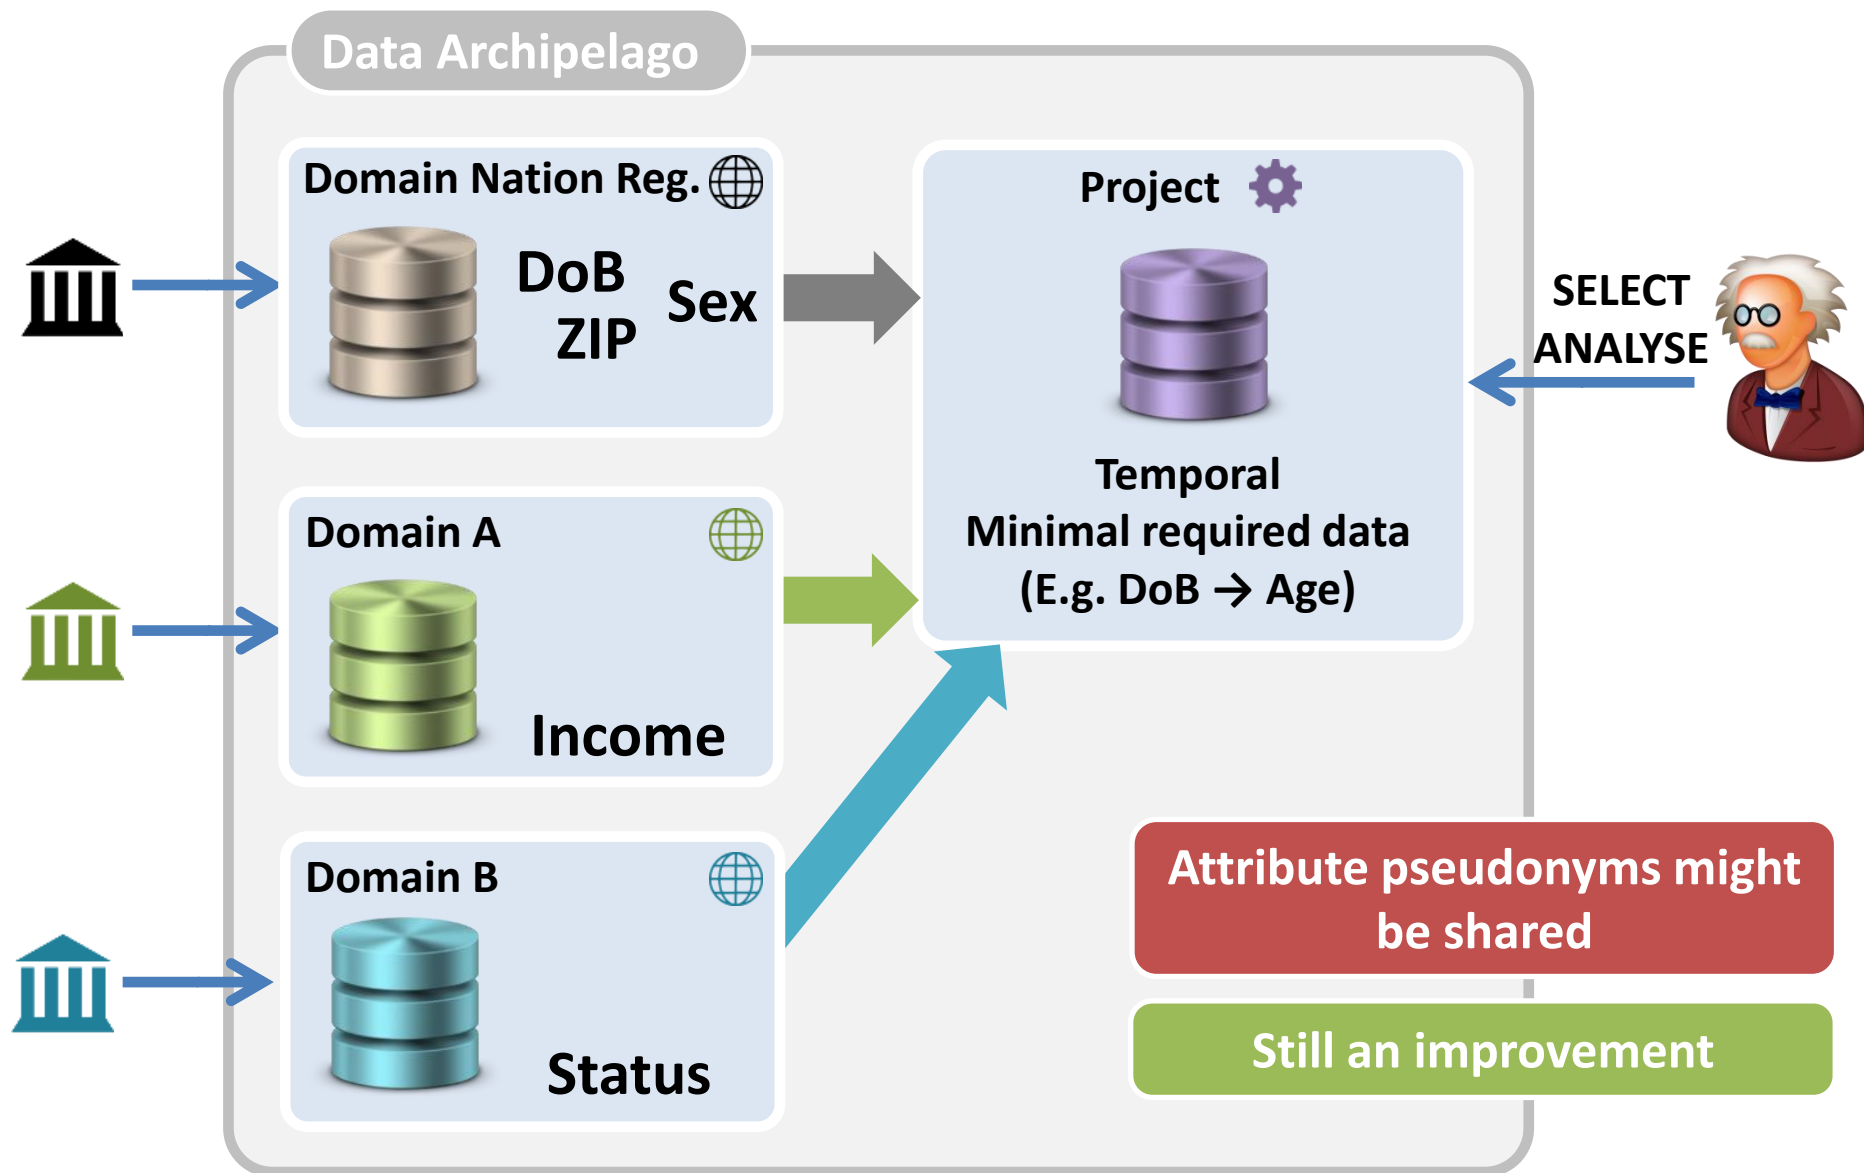 Data Archipelago
Domain Nation Reg.
DoB
ZIP
Sex
Project
Temporal
Minimal required data
(E.g. DoB → Age)
SELECT
ANALYSE
Domain A
Income
Domain B
Status
Attribute pseudonyms might
be shared
Still an improvement